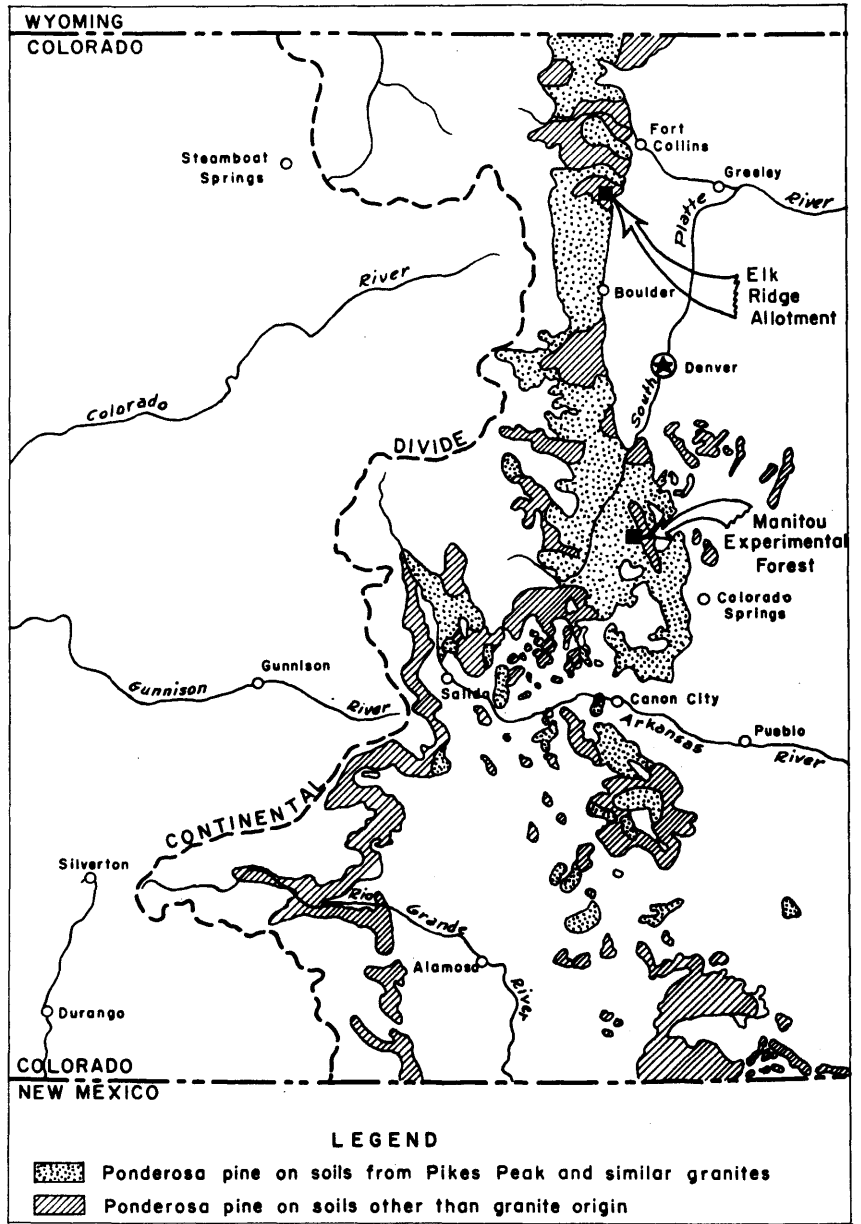 WYOMING
COLORADO
Steamboat
Springs
Fort
Collins
Greeley
River
Platte
River
Elk
Ridge
Allotment
Boulder
Colorado
Denver
South
DIVIDE
Manitou
Experimental
Forest
Colorado
Springs
Gunnison
Gunnison
River
Salida
Canon City
Arkansas
Pueblo
River
CONTINENTAL
Silverton
Rio
Grande
Alamosa
River
Durango
COLORADO
NEW MEXICO
LEGEND
Ponderosa pine on soils from Pikes Peak and similar granites
Ponderosa pine on soils other than granite origin